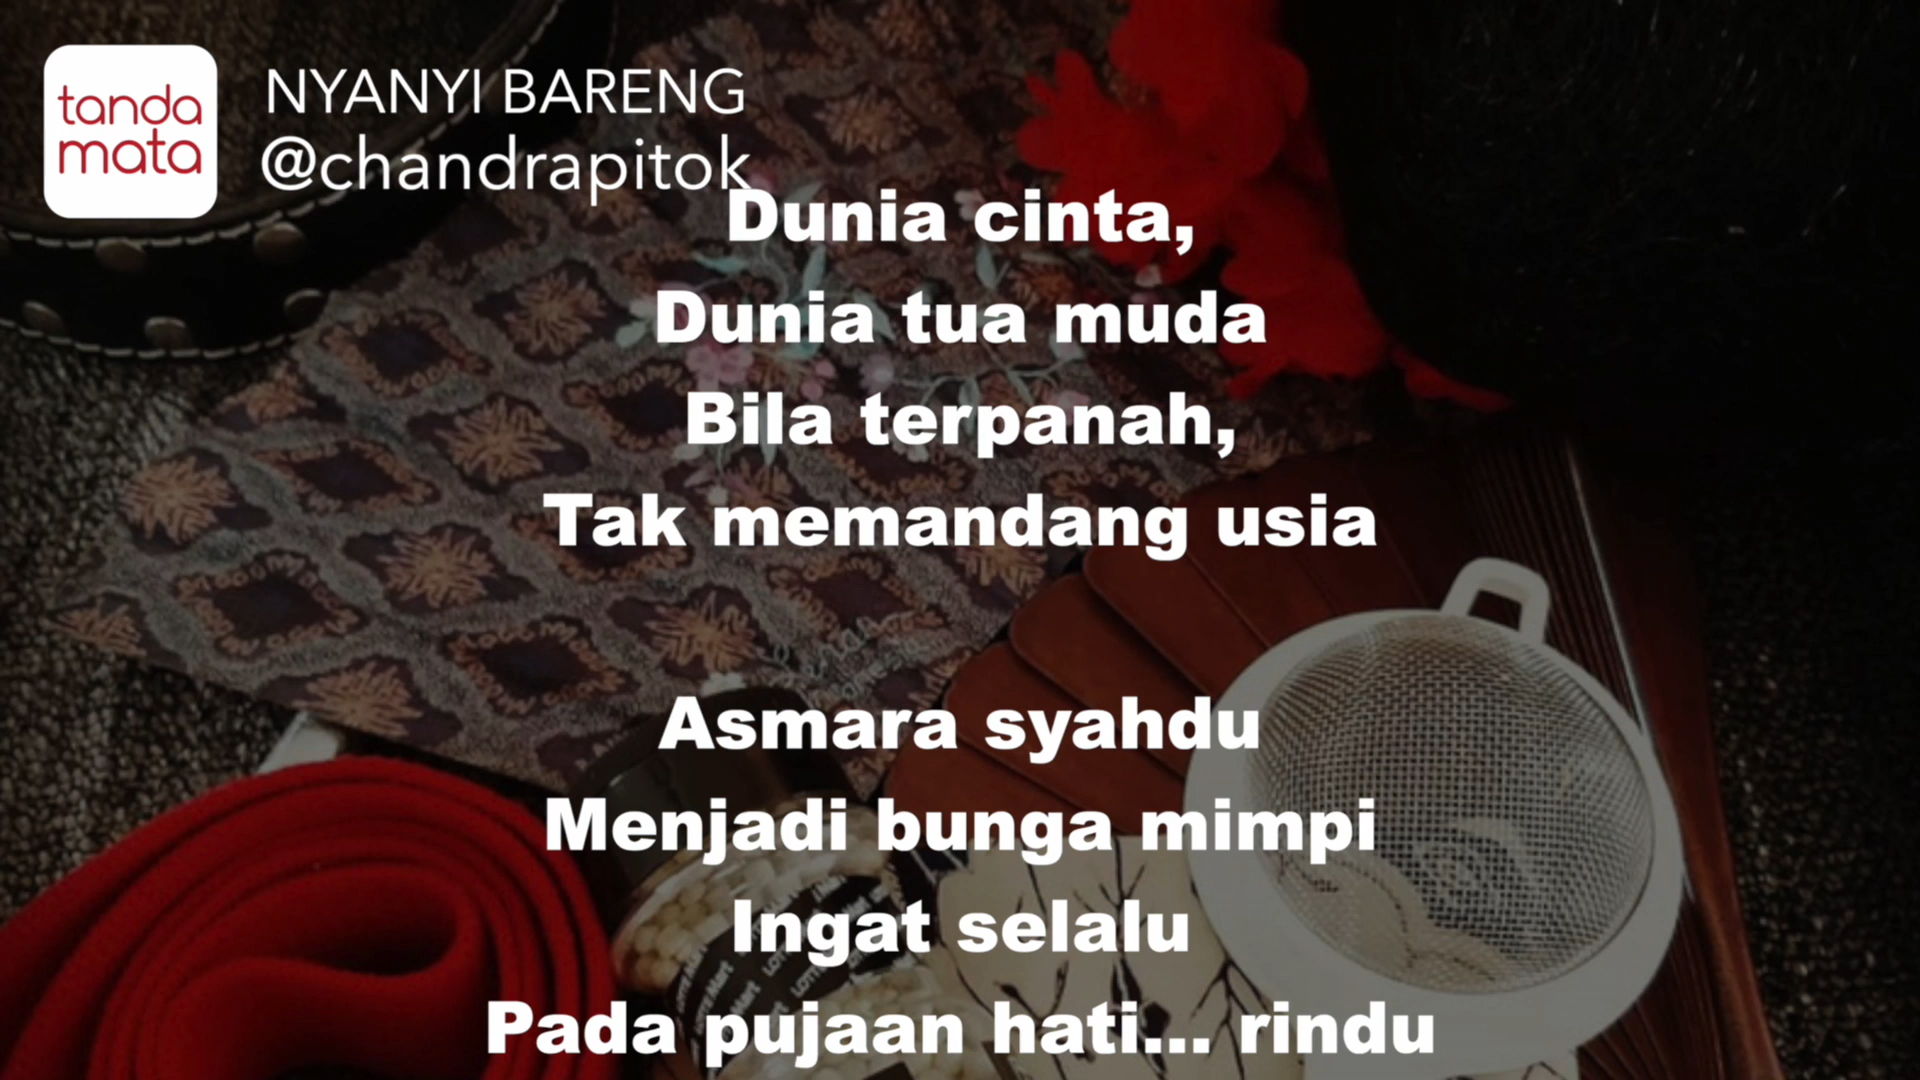 tanda
mata
NYANYI BARENG
@chandrapitok
Dunia cinta,
Dunia tua muda
Bila terpanah,
Tak memandang usia
Asmara syahdu
Menjadi bunga mimpi
Ingat selalu
Pada pujaan hati... rindu